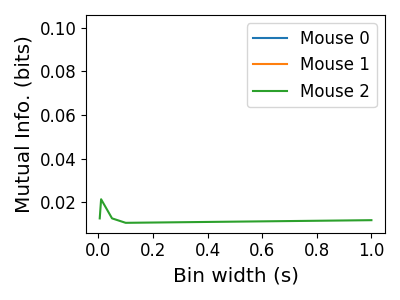 Mutual Info. (bits)
0.10
0.08
0.06
0.04
0.02
Mouse 0
Mouse 1
Mouse 2
0.0 0.2 0.4 0.6 0.8 1.0
Bin width (s)